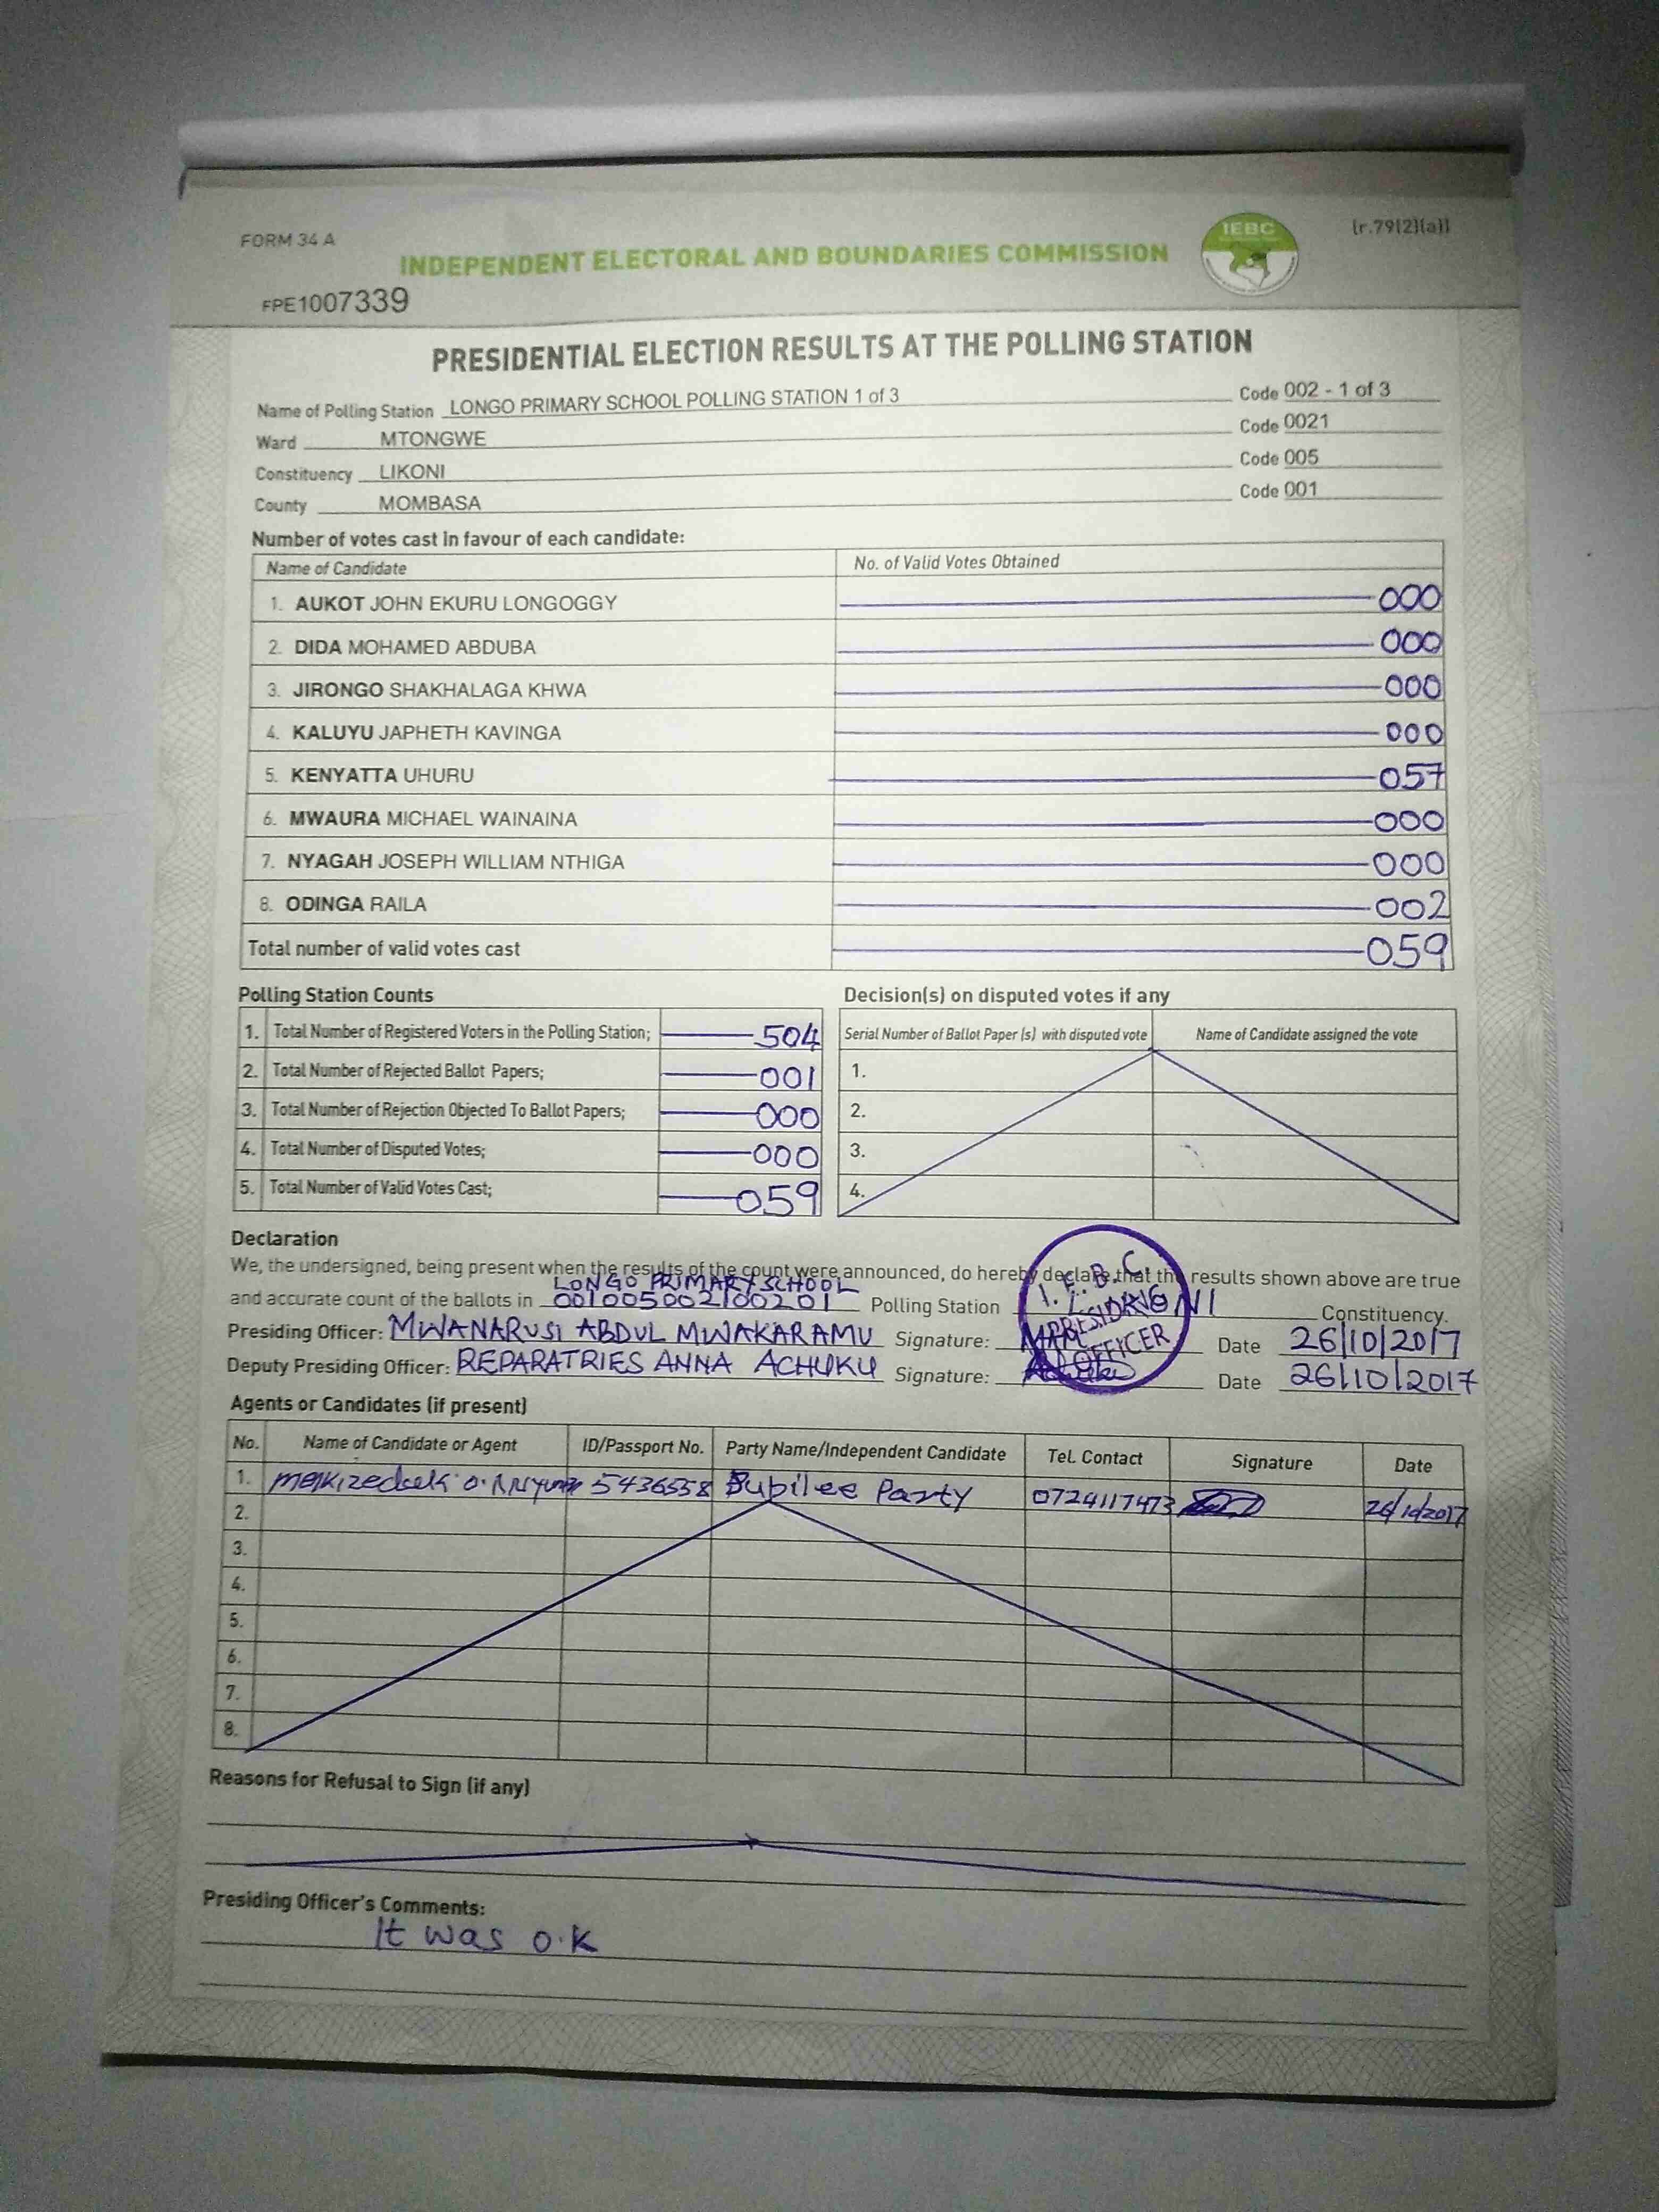 FORM 34 A
INDEPENDENT ELECTORAL AND BOUNDARIES COMMISSION
IEBC
(r.79(2)(a))
FPE1007339
PRESIDENTIAL ELECTION RESULTS AT THE POLLING STATION
Name of Polling Station LONGO PRIMARY SCHOOL POLLING STATION 1 of 3 Code 002 - 1 of 3
Ward MTONGWE Code 0021
Constituency LIKONI Code 005
County MOMBASA Code 001
Number of votes cast in favour of each candidate:
Name of Candidate No. of Valid Votes Obtained
1. AUKOT JOHN EKURU LONGOGGY 000
2. DIDA MOHAMED ABDUBA 000
3. JIRONGO SHAKHALAGA KHWA 000
4. KALUYU JAPHETH KAVINGA 000
5. KENYATTA UHURU 057
6. MWAURA MICHAEL WAINAINA 000
7. NYAGAH JOSEPH WILLIAM NTHIGA 000
8. ODINGA RAILA 002
Total number of valid votes cast 059
Polling Station Counts
1. Total Number of Registered Voters in the Polling Station; 504
2. Total Number of Rejected Ballot Papers; 001
3. Total Number of Rejection Objected To Ballot Papers; 000
4. Total Number of Disputed Votes; 000
5. Total Number of Valid Votes Cast; 059
Decision(s) on disputed votes if any
Serial Number of Ballot Paper (s) with disputed vote Name of Candidate assigned the vote
1.
2.
3.
4.
Declaration
We, the undersigned, being present when the results of the count were announced, do hereby declare that the results shown above are true
LONGO PRIMARY SCHOOL
and accurate count of the ballots in 001005002100201 Polling Station LIKONI Constituency.
I.E.B.C. PRESIDING OFFICER
Presiding Officer: MWANARUSI ABDUL MWAKARAMU Signature: Date 26/10/2017
Deputy Presiding Officer: REPARATRIES ANNA ACHUKU Signature: Date 26/10/2017
Agents or Candidates (if present)
No. Name of Candidate or Agent ID/Passport No. Party Name/Independent Candidate Tel. Contact Signature Date
1. Jubilee Party 0724117473 26/10/2017
2.
3.
4.
5.
6.
7.
8.
Reasons for Refusal to Sign (if any)
Presiding Officer's Comments:
It was o.k